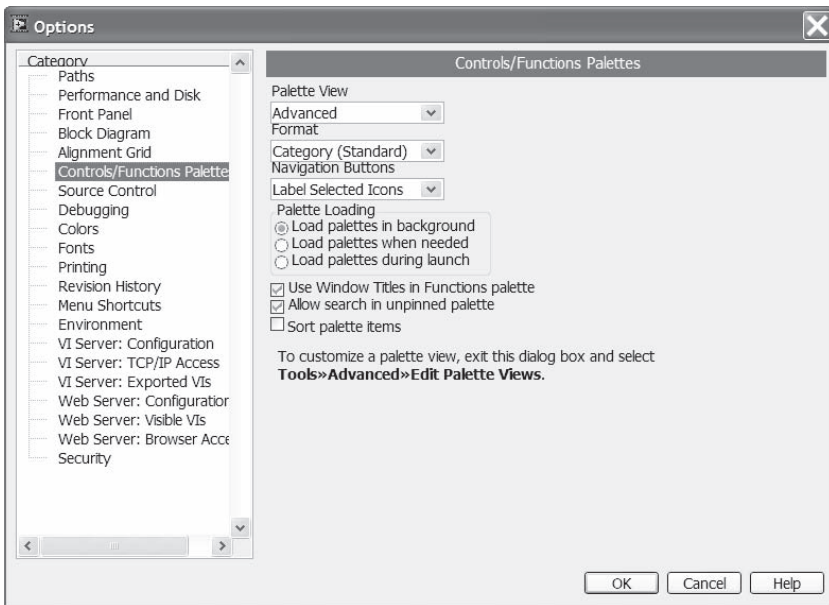 Options
Category
Paths
Performance and Disk
Front Panel
Block Diagram
Alignment Grid
Controls/Functions Palette
Source Control
Debugging
Colors
Fonts
Printing
Revision History
Menu Shortcuts
Environment
VI Server: Configuration
VI Server: TCP/IP Access
VI Server: Exported VIs
Web Server: Configuration
Web Server: Visible VIs
Web Server: Browser Acce
Security
Controls/Functions Palettes
Palette View
Advanced
Format
Category (Standard)
Navigation Buttons
Label Selected Icons
Palette Loading
Load palettes in background
Load palettes when needed
Load palettes during launch
Use Window Titles in Functions palette
Allow search in unpinned palette
Sort palette items
To customize a palette view, exit this dialog box and select
Tools»Advanced»Edit Palette Views.
OK Cancel Help